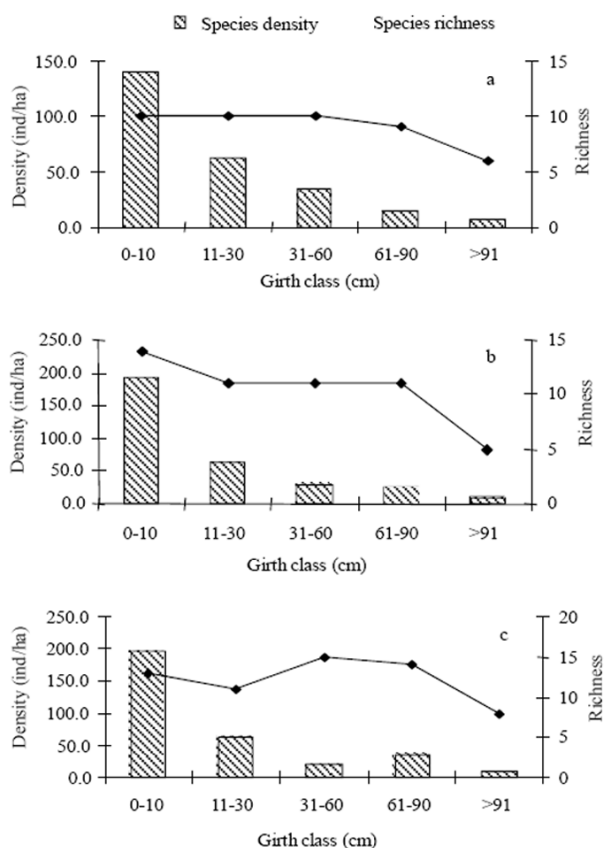 Species density Species richness
150.0 15
a
Density (ind/ha)
100.0 10
Richness
50.0 5
0.0 0
0-10 11-30 31-60 61-90 >91
Girth class (cm)
250.0 15
b
Density (ind/ha)
200.0
150.0 10
Richness
100.0
50.0 5
0.0 0
0-10 11-30 31-60 61-90 >91
Girth class (cm)
250.0 20
c
Density (ind/ha)
200.0 15
Richness
150.0
100.0 10
50.0 5
0.0 0
0-10 11-30 31-60 61-90 >91
Girth class (cm)